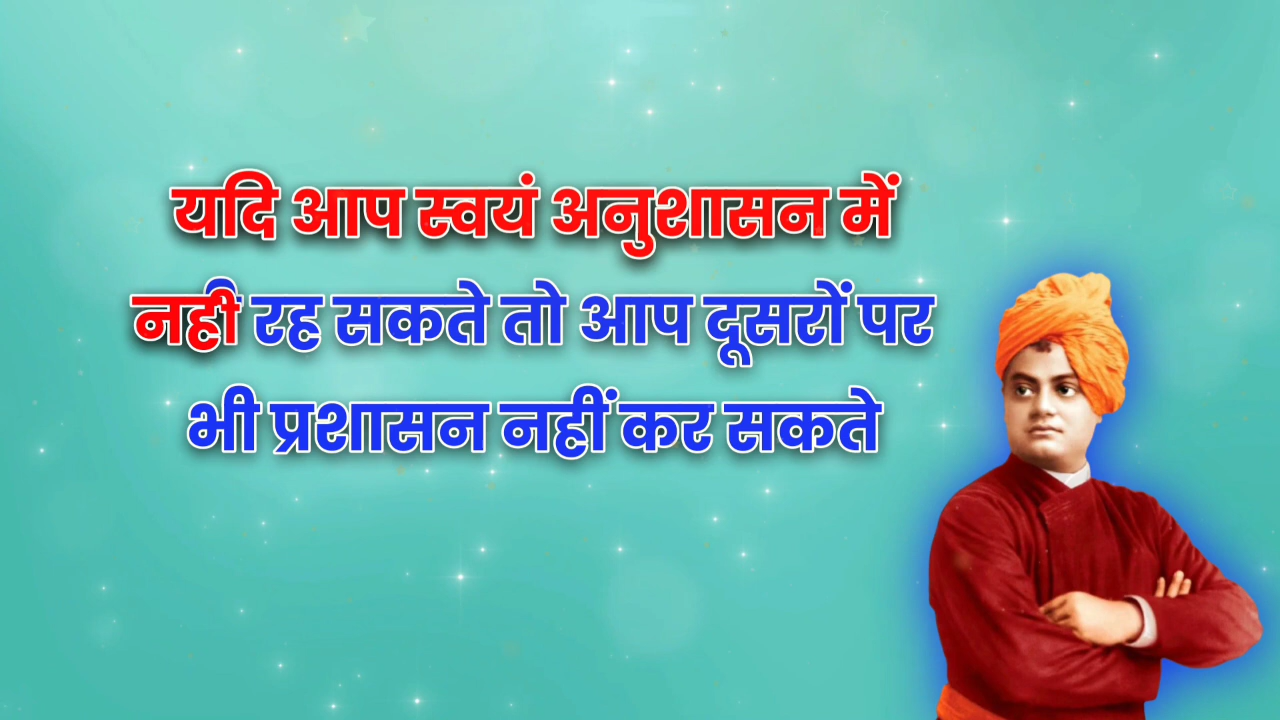 यदि आप स्वयं अनुशासन में
नही रह सकते तो आप दूसरों पर
भी प्रशासन नहीं कर सकते